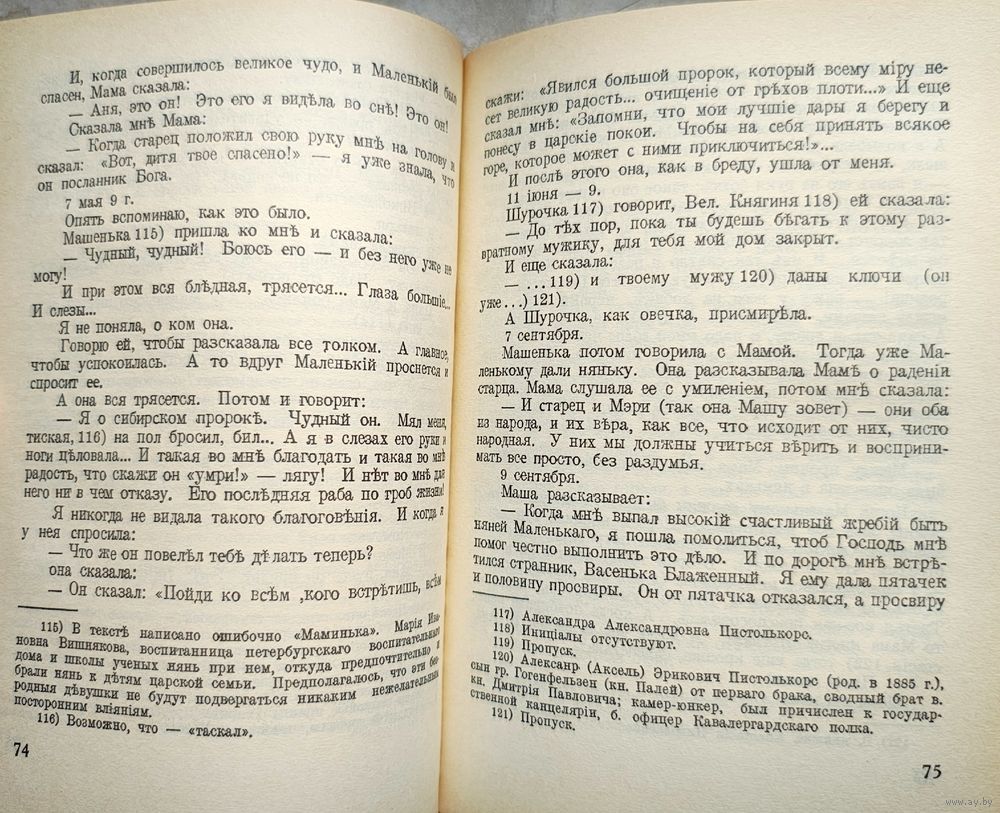 И, когда совершилось великое чудо, и Маленькій был
спасен, Мама сказала:
— Аня, это он! Это его я видѣла во снѣ! Это он!
Сказала мнѣ Мама:
— Когда старец положил свою руку мнѣ на голову и
сказал: «Вот, дитя твое спасено!» — я уже знала, что
он посланник Бога.
7 мая 9 г.
Опять вспоминаю, как это было.
Машенька 115) пришла ко мнѣ и сказала:
— Чудный, чудный! Боюсь его — и без него уже не
могу!
И при этом вся блѣдная, трясется... Глаза большіе...
И слезы...
Я не поняла, о ком она.
Говорю ей, чтобы разсказала все толком. А главное,
чтобы успокоилась. А то вдруг Маленькій проснется и
спросит ее.
А она вся трясется. Потом и говорит:
— Я о сибирском пророкѣ. Чудный он. Мял меня,
тиская, 116) на пол бросил, бил... А я в слезах его руки и
ноги цѣловала... И такая во мнѣ благодать и такая во мнѣ
радость, что скажи он «умри!» — лягу! И нѣт во мнѣ для
него ни в чем отказу. Его послѣдняя раба по гроб жизни!
Я никогда не видала такого благоговѣнія. И когда я
у нея спросила:
— Что же он повелѣл тебѣ дѣлать теперь?
она сказала:
— Он сказал: «Пойди ко всѣм ,кого встрѣтишь, всѣм
115) В текстѣ написано ошибочно «Маминька». Марія Ива-
новна Вишнякова, воспитанница петербургскаго воспитательнаго
дома и школы ученых нянь при нем, откуда предпочтительно и
брали нянь к дѣтям царской семьи. Предполагалось, что эти без-
родныя дѣвушки не будут подвергаться никаким нежелательным
посторонним вліяніям.
116) Возможно, что — «таскал».
74
скажи: «Явился большой пророк, который всему міру не-
сет великую радость... очищеніе от грѣхов плоти...» И еще
сказал мнѣ: «Запомни, что мои лучшіе дары я берегу и
понесу в царскіе покои. Чтобы на себя принять всякое
горе, которое может с ними приключиться!»...
И послѣ этого она, как в бреду, ушла от меня.
11 іюня — 9.
Шурочка 117) говорит, Вел. Княгиня 118) ей сказала:
— До тѣх пор, пока ты будешь бѣгать к этому раз-
вратному мужику, для тебя мой дом закрыт.
И еще сказала:
— ... 119) и твоему мужу 120) даны ключи (он
уже...) 121).
А Шурочка, как овечка, присмирѣла.
7 сентября.
Машенька потом говорила с Мамой. Тогда уже Ма-
ленькому дали няньку. Она разсказывала Мамѣ о раденіи
старца. Мама слушала ее с умиленіем, потом мнѣ сказала:
— И старец и Мэри (так она Машу зовет) — они оба
из народа, и их вѣра, как все, что исходит от них, чисто
народная. У них мы должны учиться вѣрить и восприни-
мать все просто, без раздумья.
9 сентября.
Маша разсказывает:
— Когда мнѣ выпал высокій счастливый жребій быть
няней Маленькаго, я пошла помолиться, чтоб Господь мнѣ
помог честно выполнить это дѣло. И по дорогѣ мнѣ встрѣ-
тился странник, Васенька Блаженный. Я ему дала пятачек
и половину просвиры. Он от пятачка отказался, а просвиру
117) Александра Александровна Пистолькорс.
118) Иниціалы отсутствуют.
119) Пропуск.
120) Алексанр (Аксель) Эрикович Пистолькорс (род. в 1885 г.),
сын гр. Гогенфельзен (кн. Палей) от перваго брака, сводный брат в.
кн. Дмитрія Павловича; камер-юнкер, был причислен к государ-
ственной канцеляріи, б. офицер Кавалергардскаго полка.
121) Пропуск.
75
www.ay.by